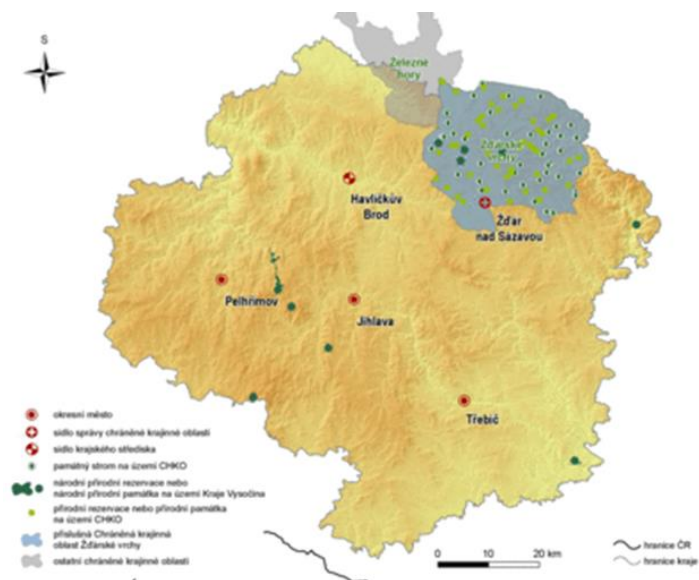 S
Železné
hory
Žďárské
vrchy
Havlíčkův
Brod
Žďár
nad Sázavou
Pelhřimov
Jihlava
Třebíč
okresní město
sídlo správy chráněné krajinné oblasti
sídlo krajského střediska
památný strom na území CHKO
národní přírodní rezervace nebo
národní přírodní památka na území Kraje Vysočina
přírodní rezervace nebo přírodní památka
na území CHKO
příslušná Chráněná krajinná
oblast Žďárské vrchy
ostatní chráněné krajinné oblasti
0 10 20 km
hranice ČR
hranice kraje